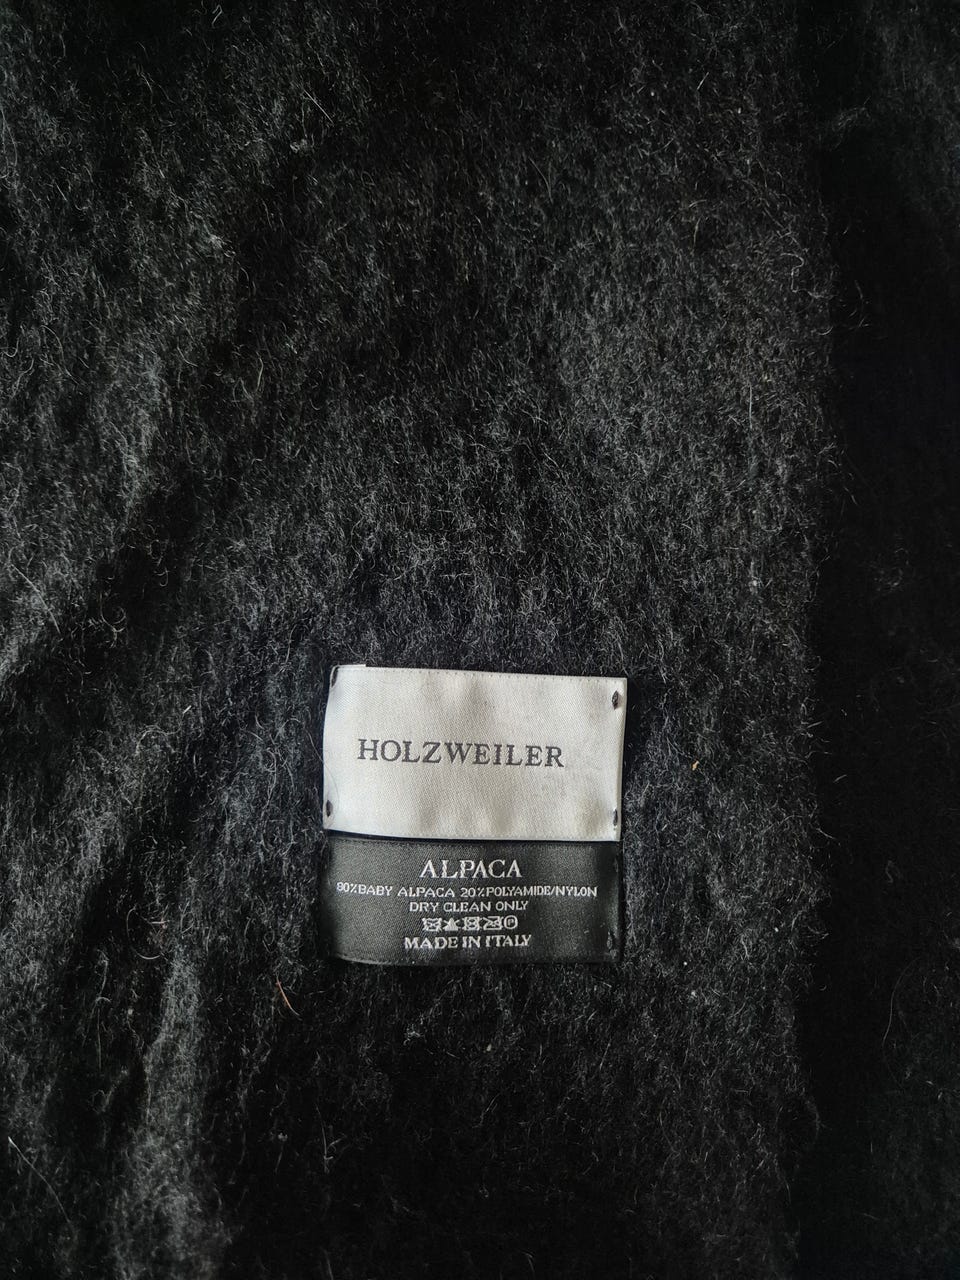 HOLZWEILER
ALPACA
80%BABY ALPACA 20%POLYAMIDE/NYLON
DRY CLEAN ONLY
MADE IN ITALY